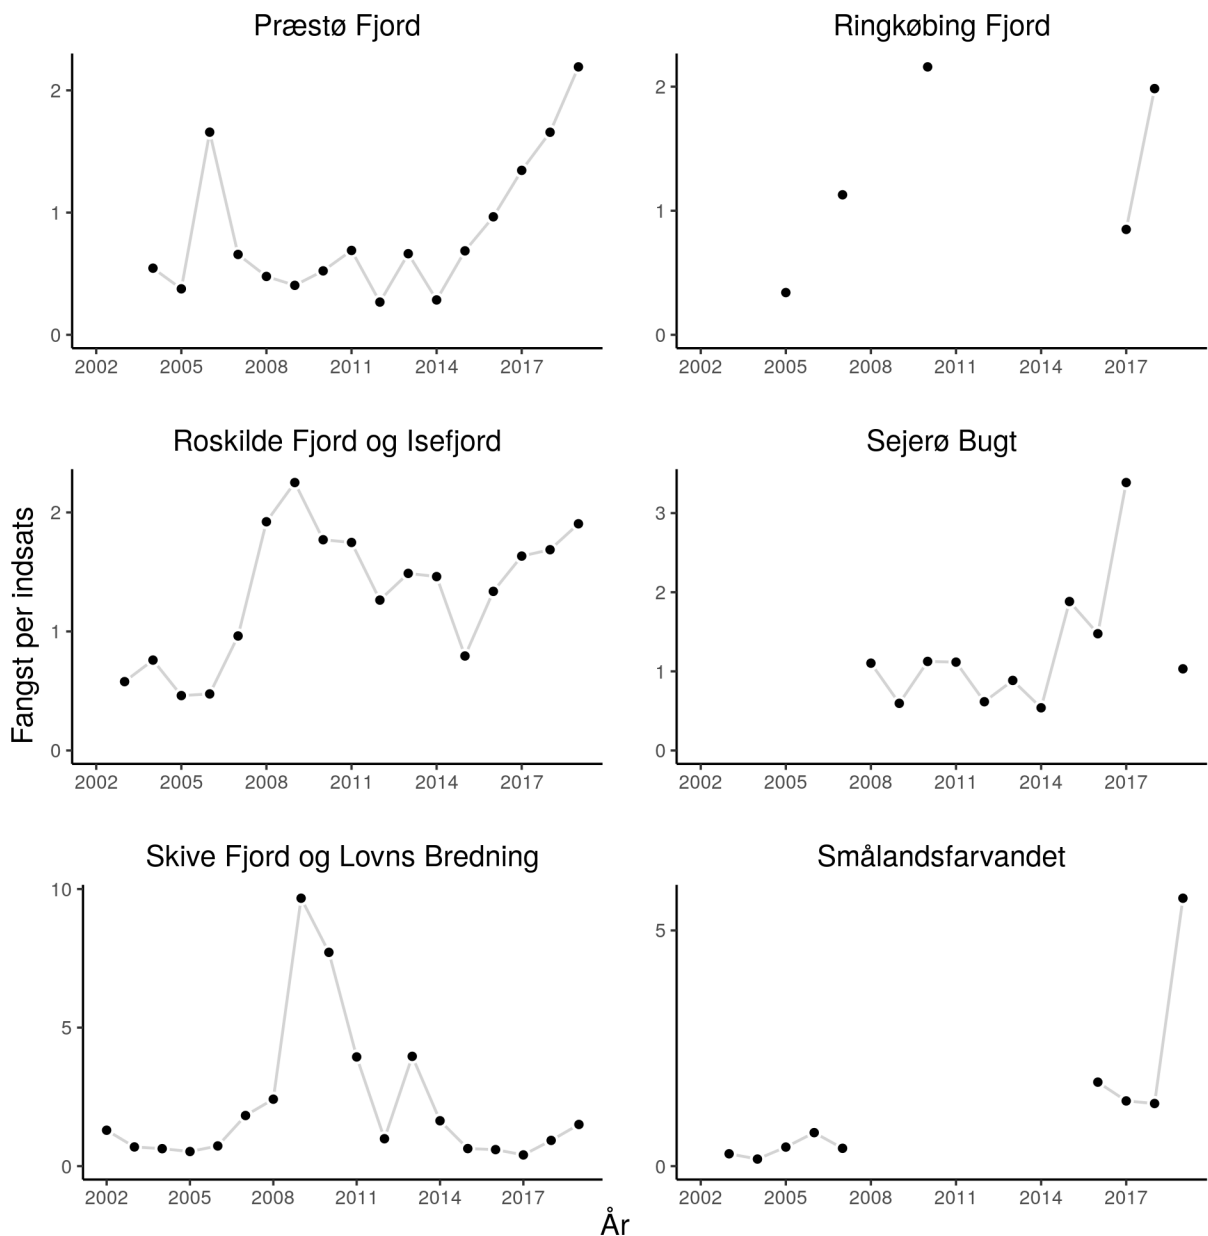 Præstø Fjord
2
1
0
2002 2005 2008 2011 2014 2017
Ringkøbing Fjord
2
1
0
2002 2005 2008 2011 2014 2017
Fangst per indsats
Roskilde Fjord og Isefjord
2
1
0
2002 2005 2008 2011 2014 2017
Sejerø Bugt
3
2
1
0
2002 2005 2008 2011 2014 2017
Skive Fjord og Lovns Bredning
10
5
0
2002 2005 2008 2011 2014 2017
Smålandsfarvandet
5
0
2002 2005 2008 2011 2014 2017
År